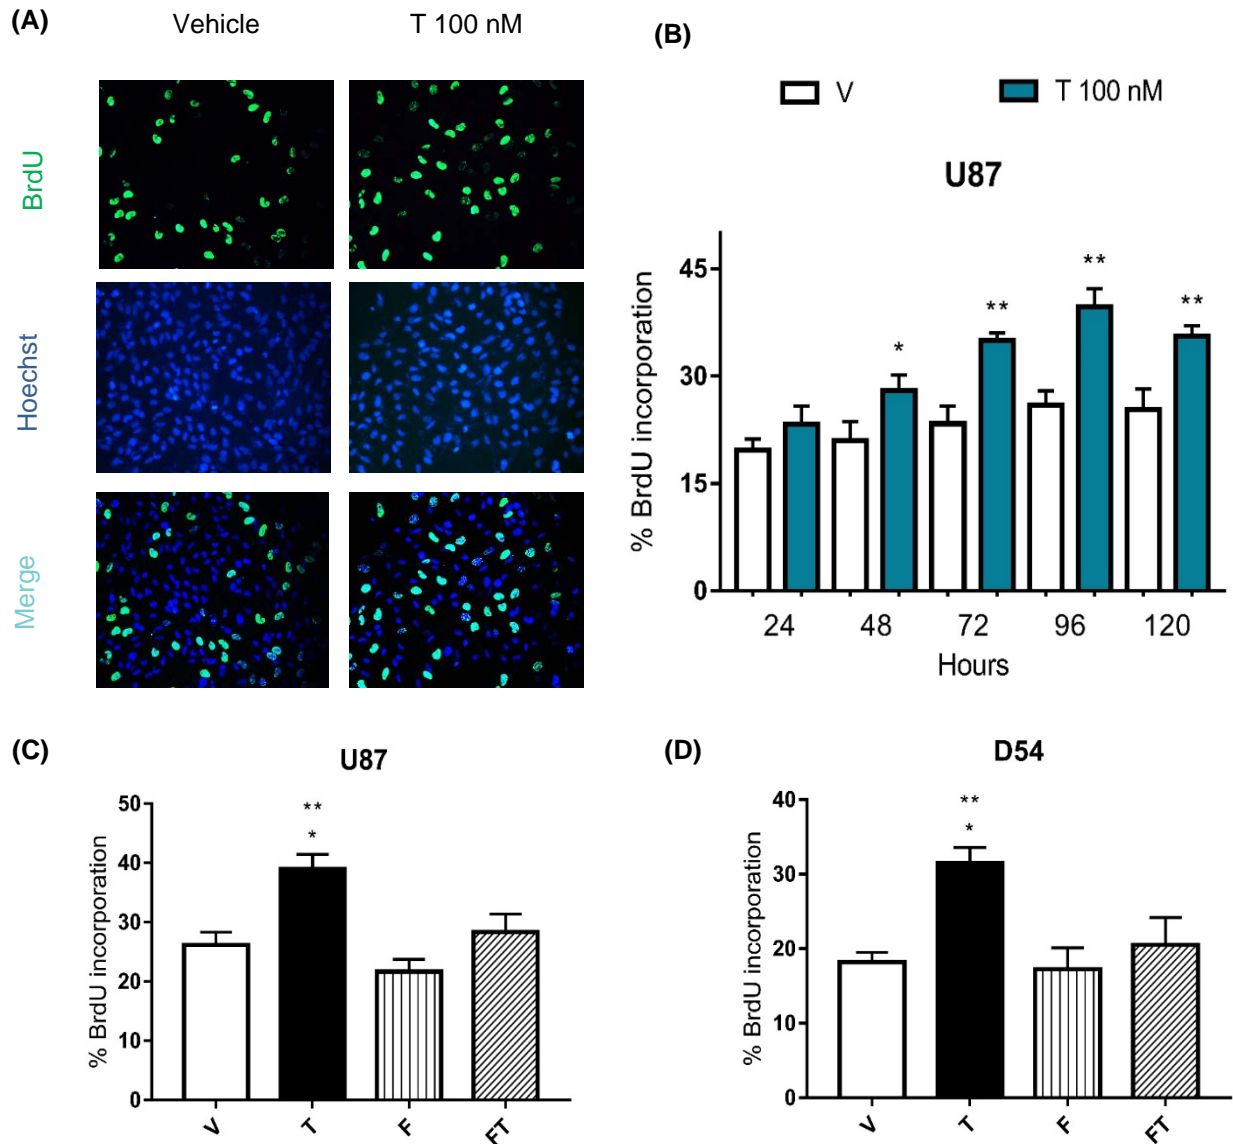 (A)
Vehicle
T 100 nM
BrdU
Hoechst
Merge
(B)
V
T 100 nM
U87
% BrdU incorporation
45
30
15
0
*
**
**
**
24 48 72 96 120
Hours
(C)
U87
% BrdU incorporation
50
40
30
20
10
0
**
*
V T F FT
(D)
D54
% BrdU incorporation
40
30
20
10
0
**
*
V T F FT